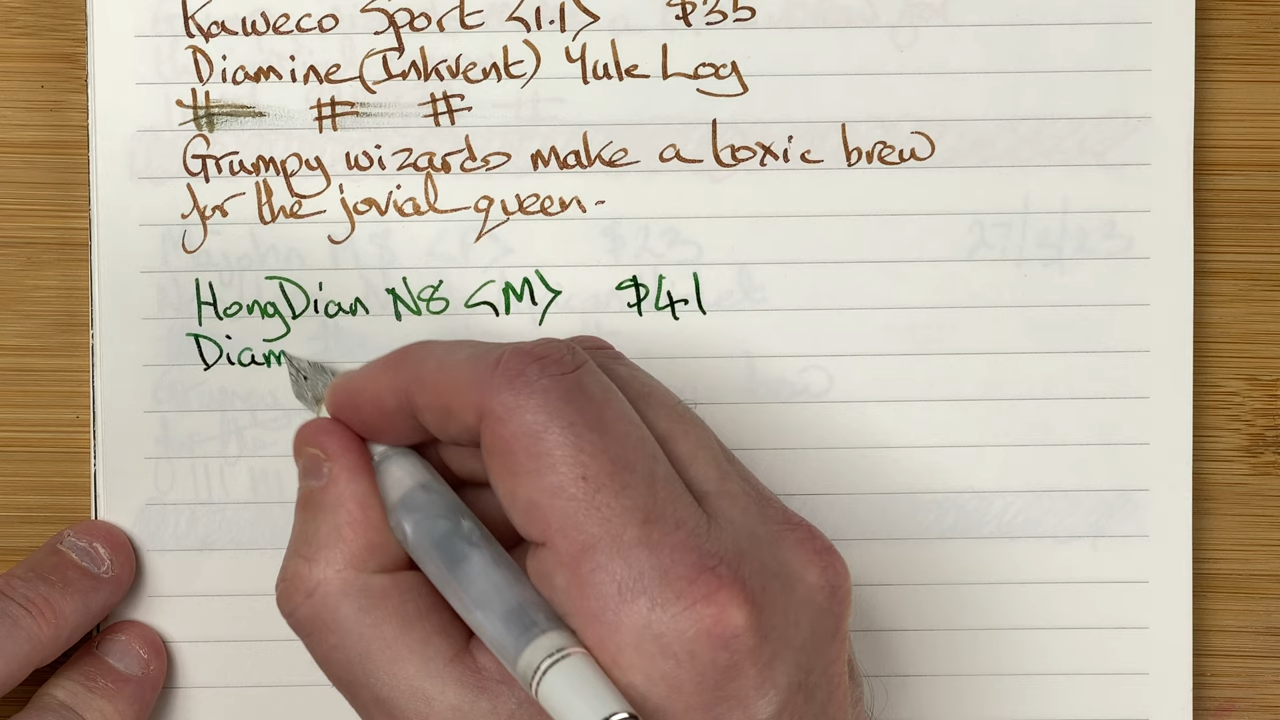 Kaweco Sport <1.1> $35
Diamine (Inkvent) Yule Log
# # #
Grumpy wizards make a toxic brew
for the jovial queen.
HongDian N8 <M> $41
Diam